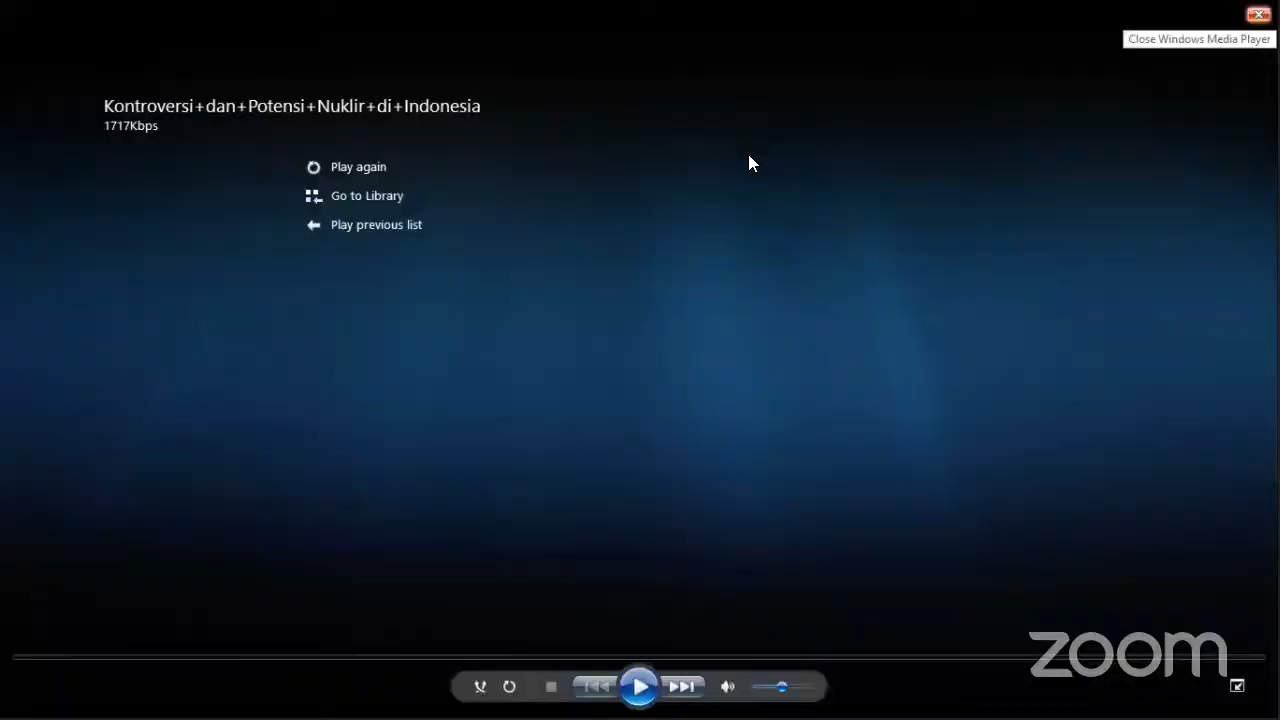 Close Windows Media Player
Kontroversi+dan+Potensi+Nuklir+di+Indonesia
1717Kbps
Play again
Go to Library
Play previous list
zoom